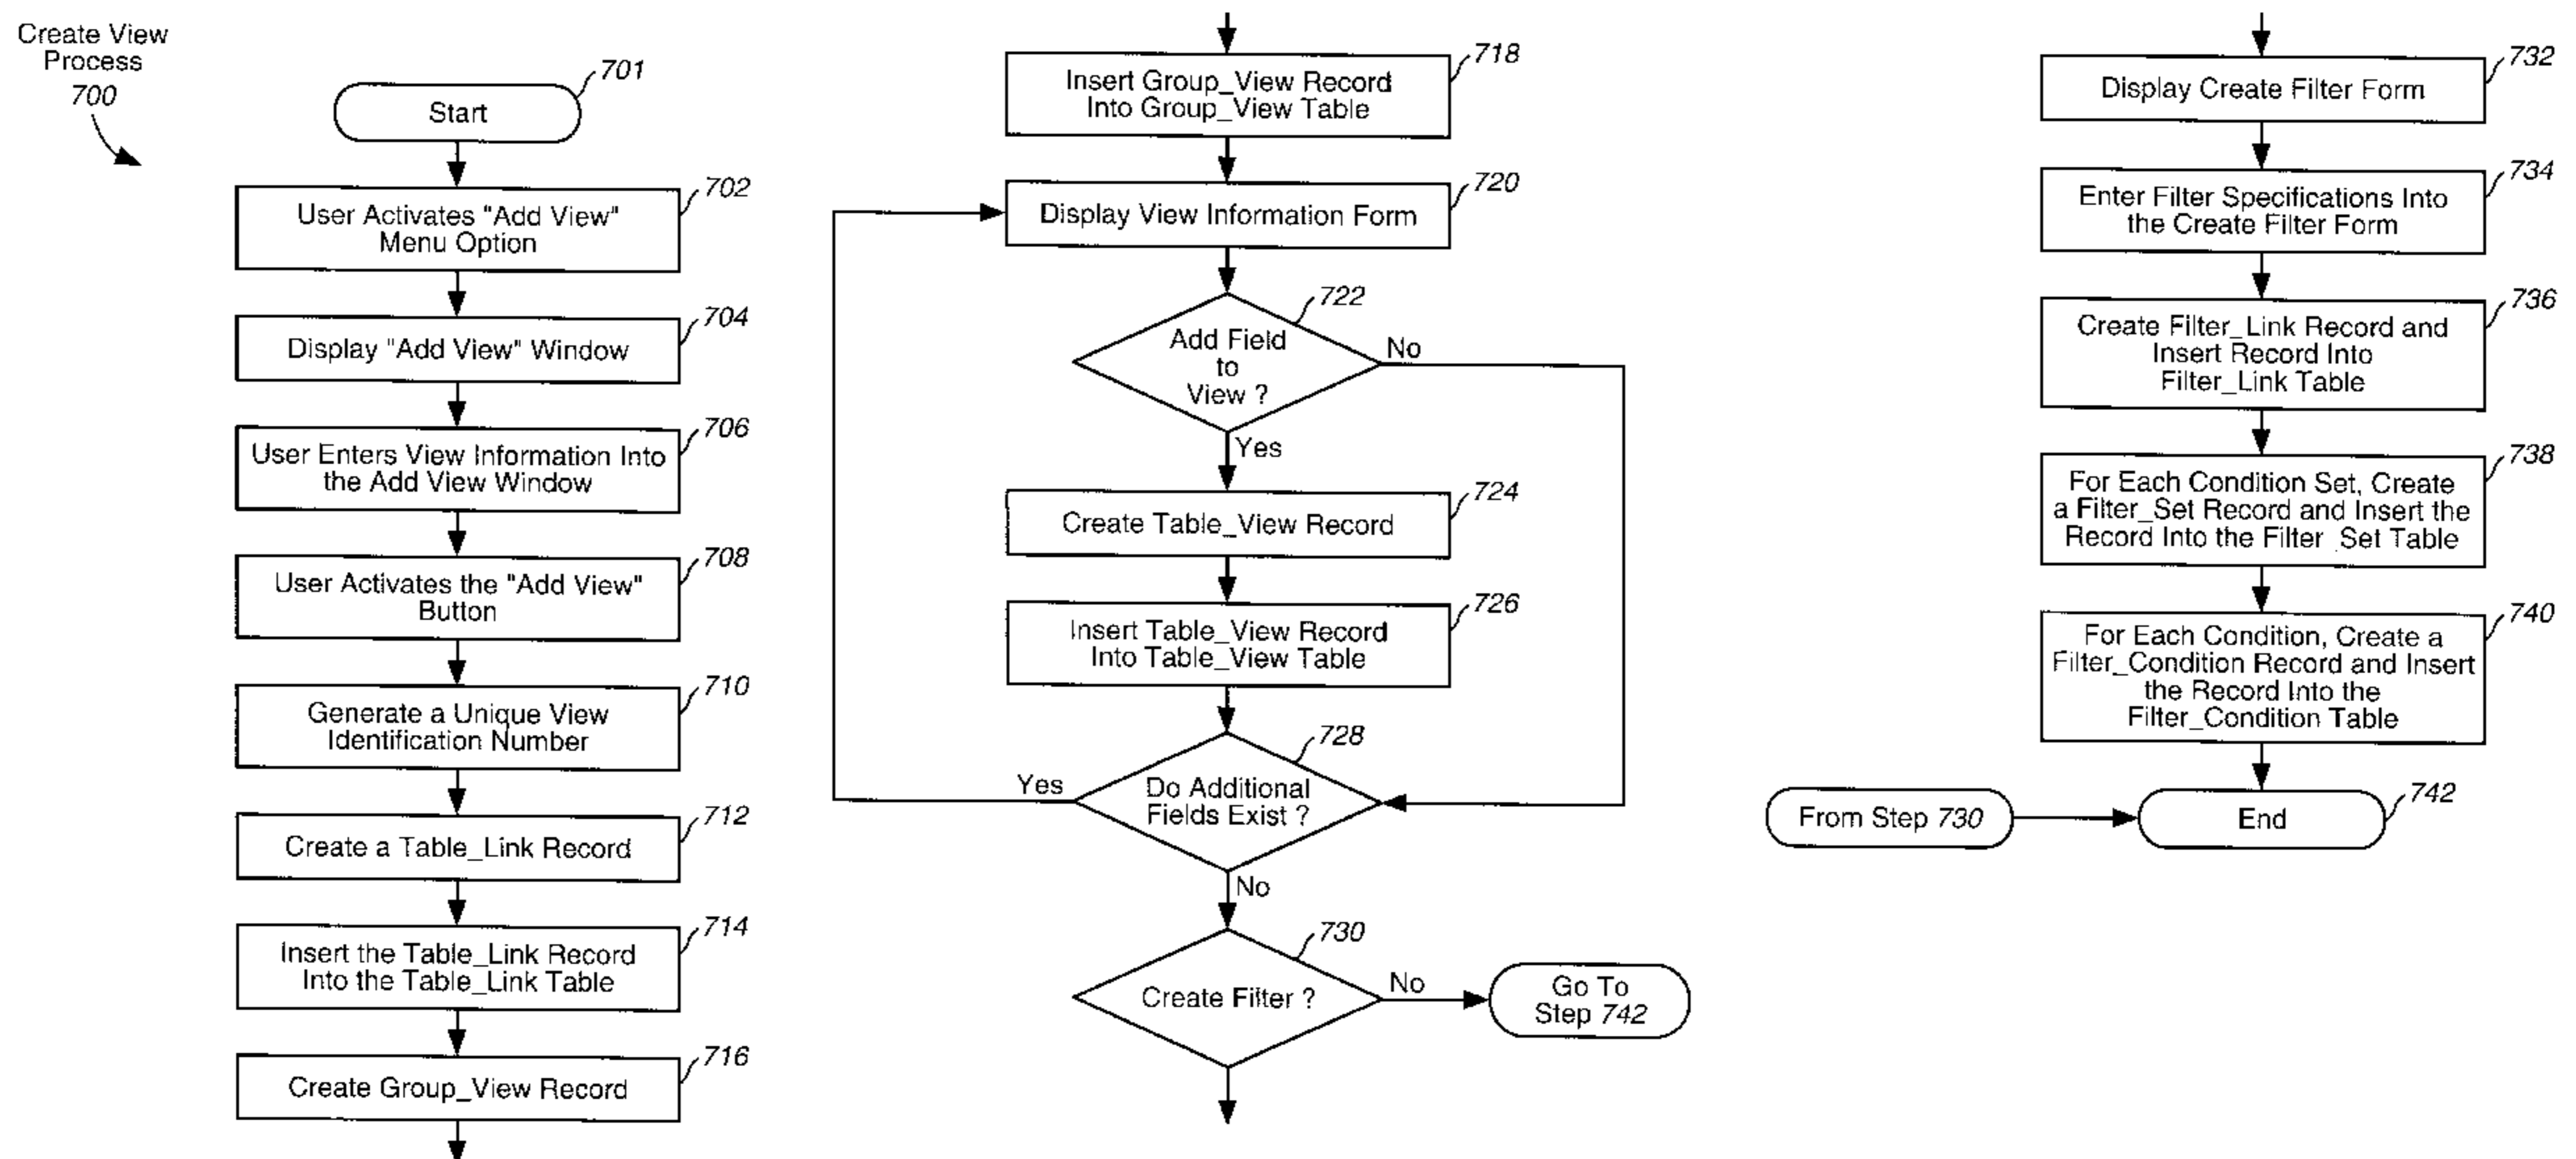 Create View
Process
700
Start
701
702
User Activates "Add View"
Menu Option
704
Display "Add View" Window
706
User Enters View Information Into
the Add View Window
708
User Activates the "Add View"
Button
710
Generate a Unique View
Identification Number
712
Create a Table_Link Record
714
Insert the Table_Link Record
Into the Table_Link Table
716
Create Group_View Record
718
Insert Group_View Record
Into Group_View Table
720
Display View Information Form
722
Add Field
to
View ?
No
Yes
724
Create Table_View Record
726
Insert Table_View Record
Into Table_View Table
728
Do Additional
Fields Exist ?
Yes
No
730
Create Filter ?
No
Go To
Step 742
732
Display Create Filter Form
734
Enter Filter Specifications Into
the Create Filter Form
736
Create Filter_Link Record and
Insert Record Into
Filter_Link Table
738
For Each Condition Set, Create
a Filter_Set Record and Insert the
Record Into the Filter_Set Table
740
For Each Condition, Create a
Filter_Condition Record and Insert
the Record Into the
Filter_Condition Table
From Step 730
End
742